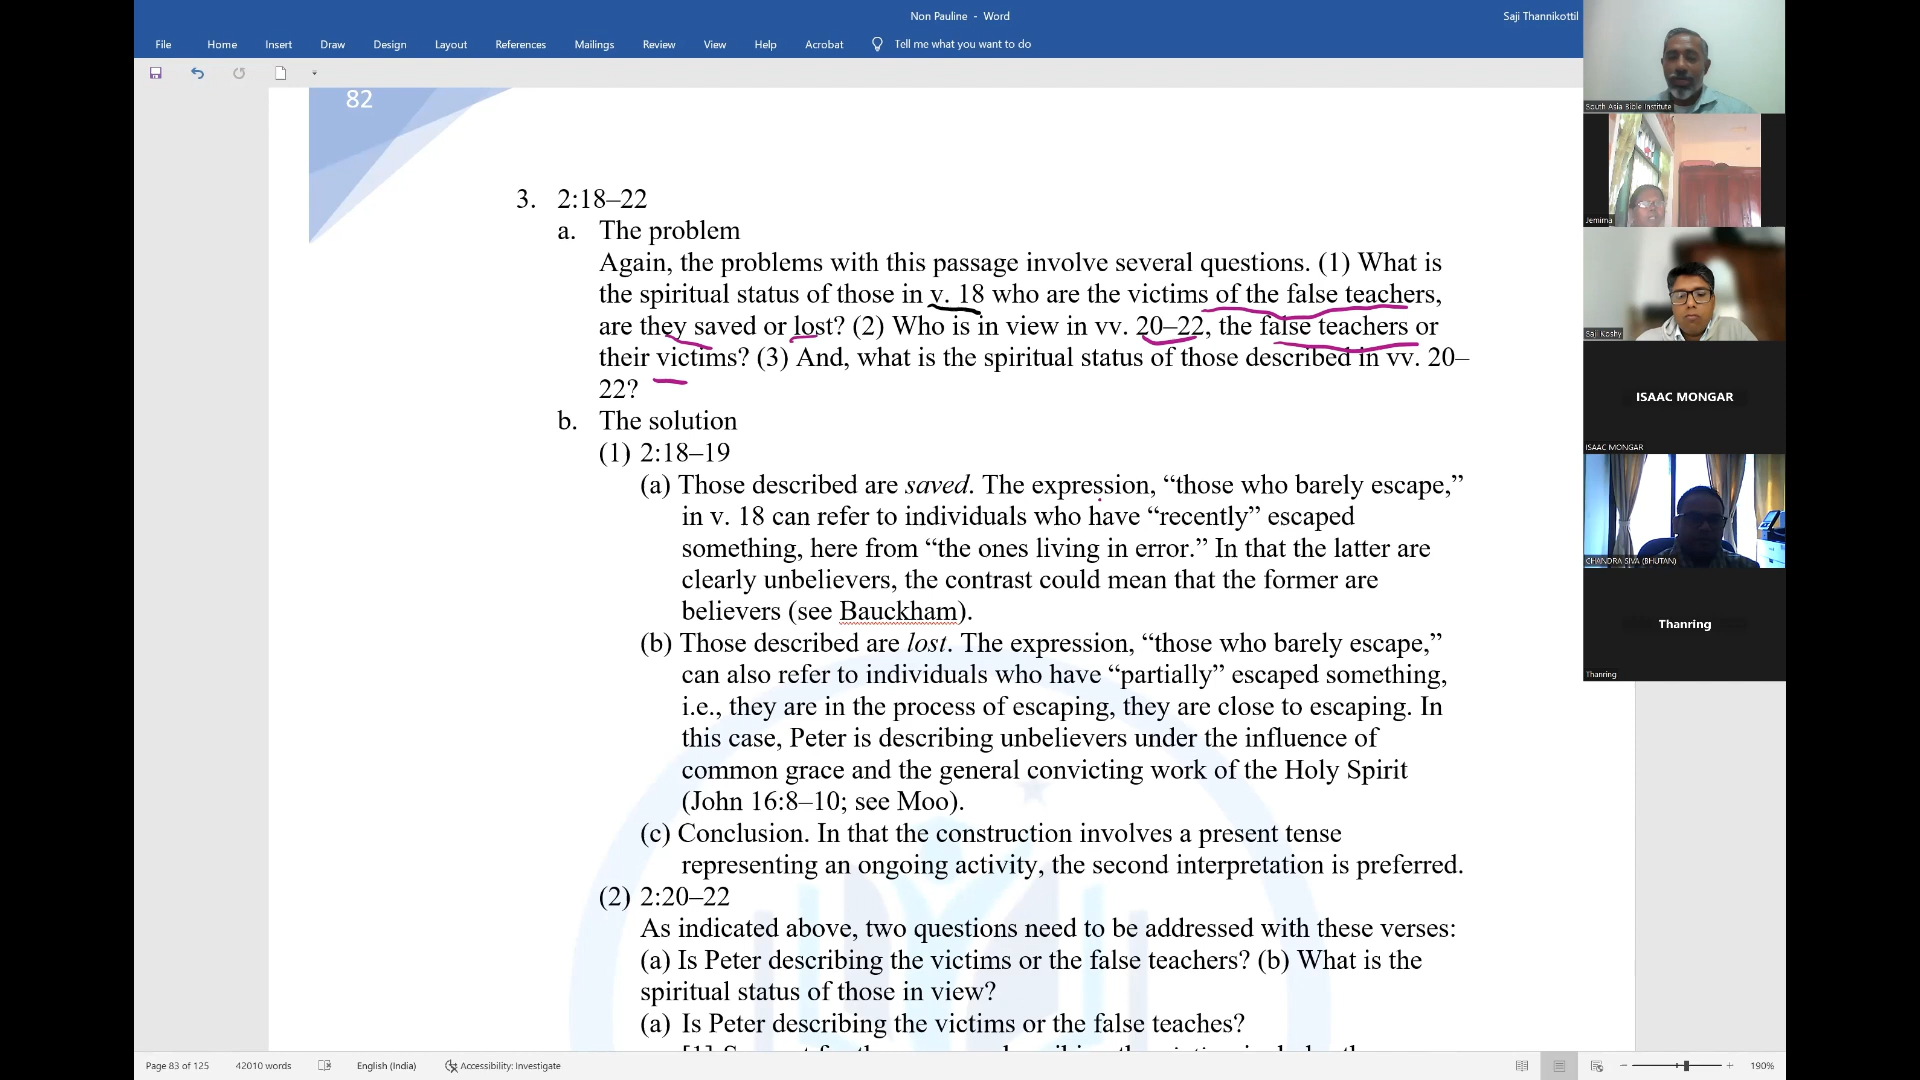 Non Pauline - Word
Saji Thannikottil
File Home Insert Draw Design Layout References Mailings Review View Help Acrobat Tell me what you want to do
82
3. 2:18–22
a. The problem
Again, the problems with this passage involve several questions. (1) What is
the spiritual status of those in v. 18 who are the victims of the false teachers,
are they saved or lost? (2) Who is in view in vv. 20–22, the false teachers or
their victims? (3) And, what is the spiritual status of those described in vv. 20–
22?
b. The solution
(1) 2:18–19
(a) Those described are saved. The expression, “those who barely escape,”
in v. 18 can refer to individuals who have “recently” escaped
something, here from “the ones living in error.” In that the latter are
clearly unbelievers, the contrast could mean that the former are
believers (see Bauckham).
(b) Those described are lost. The expression, “those who barely escape,”
can also refer to individuals who have “partially” escaped something,
i.e., they are in the process of escaping, they are close to escaping. In
this case, Peter is describing unbelievers under the influence of
common grace and the general convicting work of the Holy Spirit
(John 16:8–10; see Moo).
(c) Conclusion. In that the construction involves a present tense
representing an ongoing activity, the second interpretation is preferred.
(2) 2:20–22
As indicated above, two questions need to be addressed with these verses:
(a) Is Peter describing the victims or the false teachers? (b) What is the
spiritual status of those in view?
(a) Is Peter describing the victims or the false teaches?
South Asia Bible Institute
Jemima
Saji Koshy
ISAAC MONGAR
ISAAC MONGAR
CHANDRA SIVA (BHUTAN)
Thanring
Thanring
Page 83 of 125 42010 words English (India) Accessibility: Investigate 190%